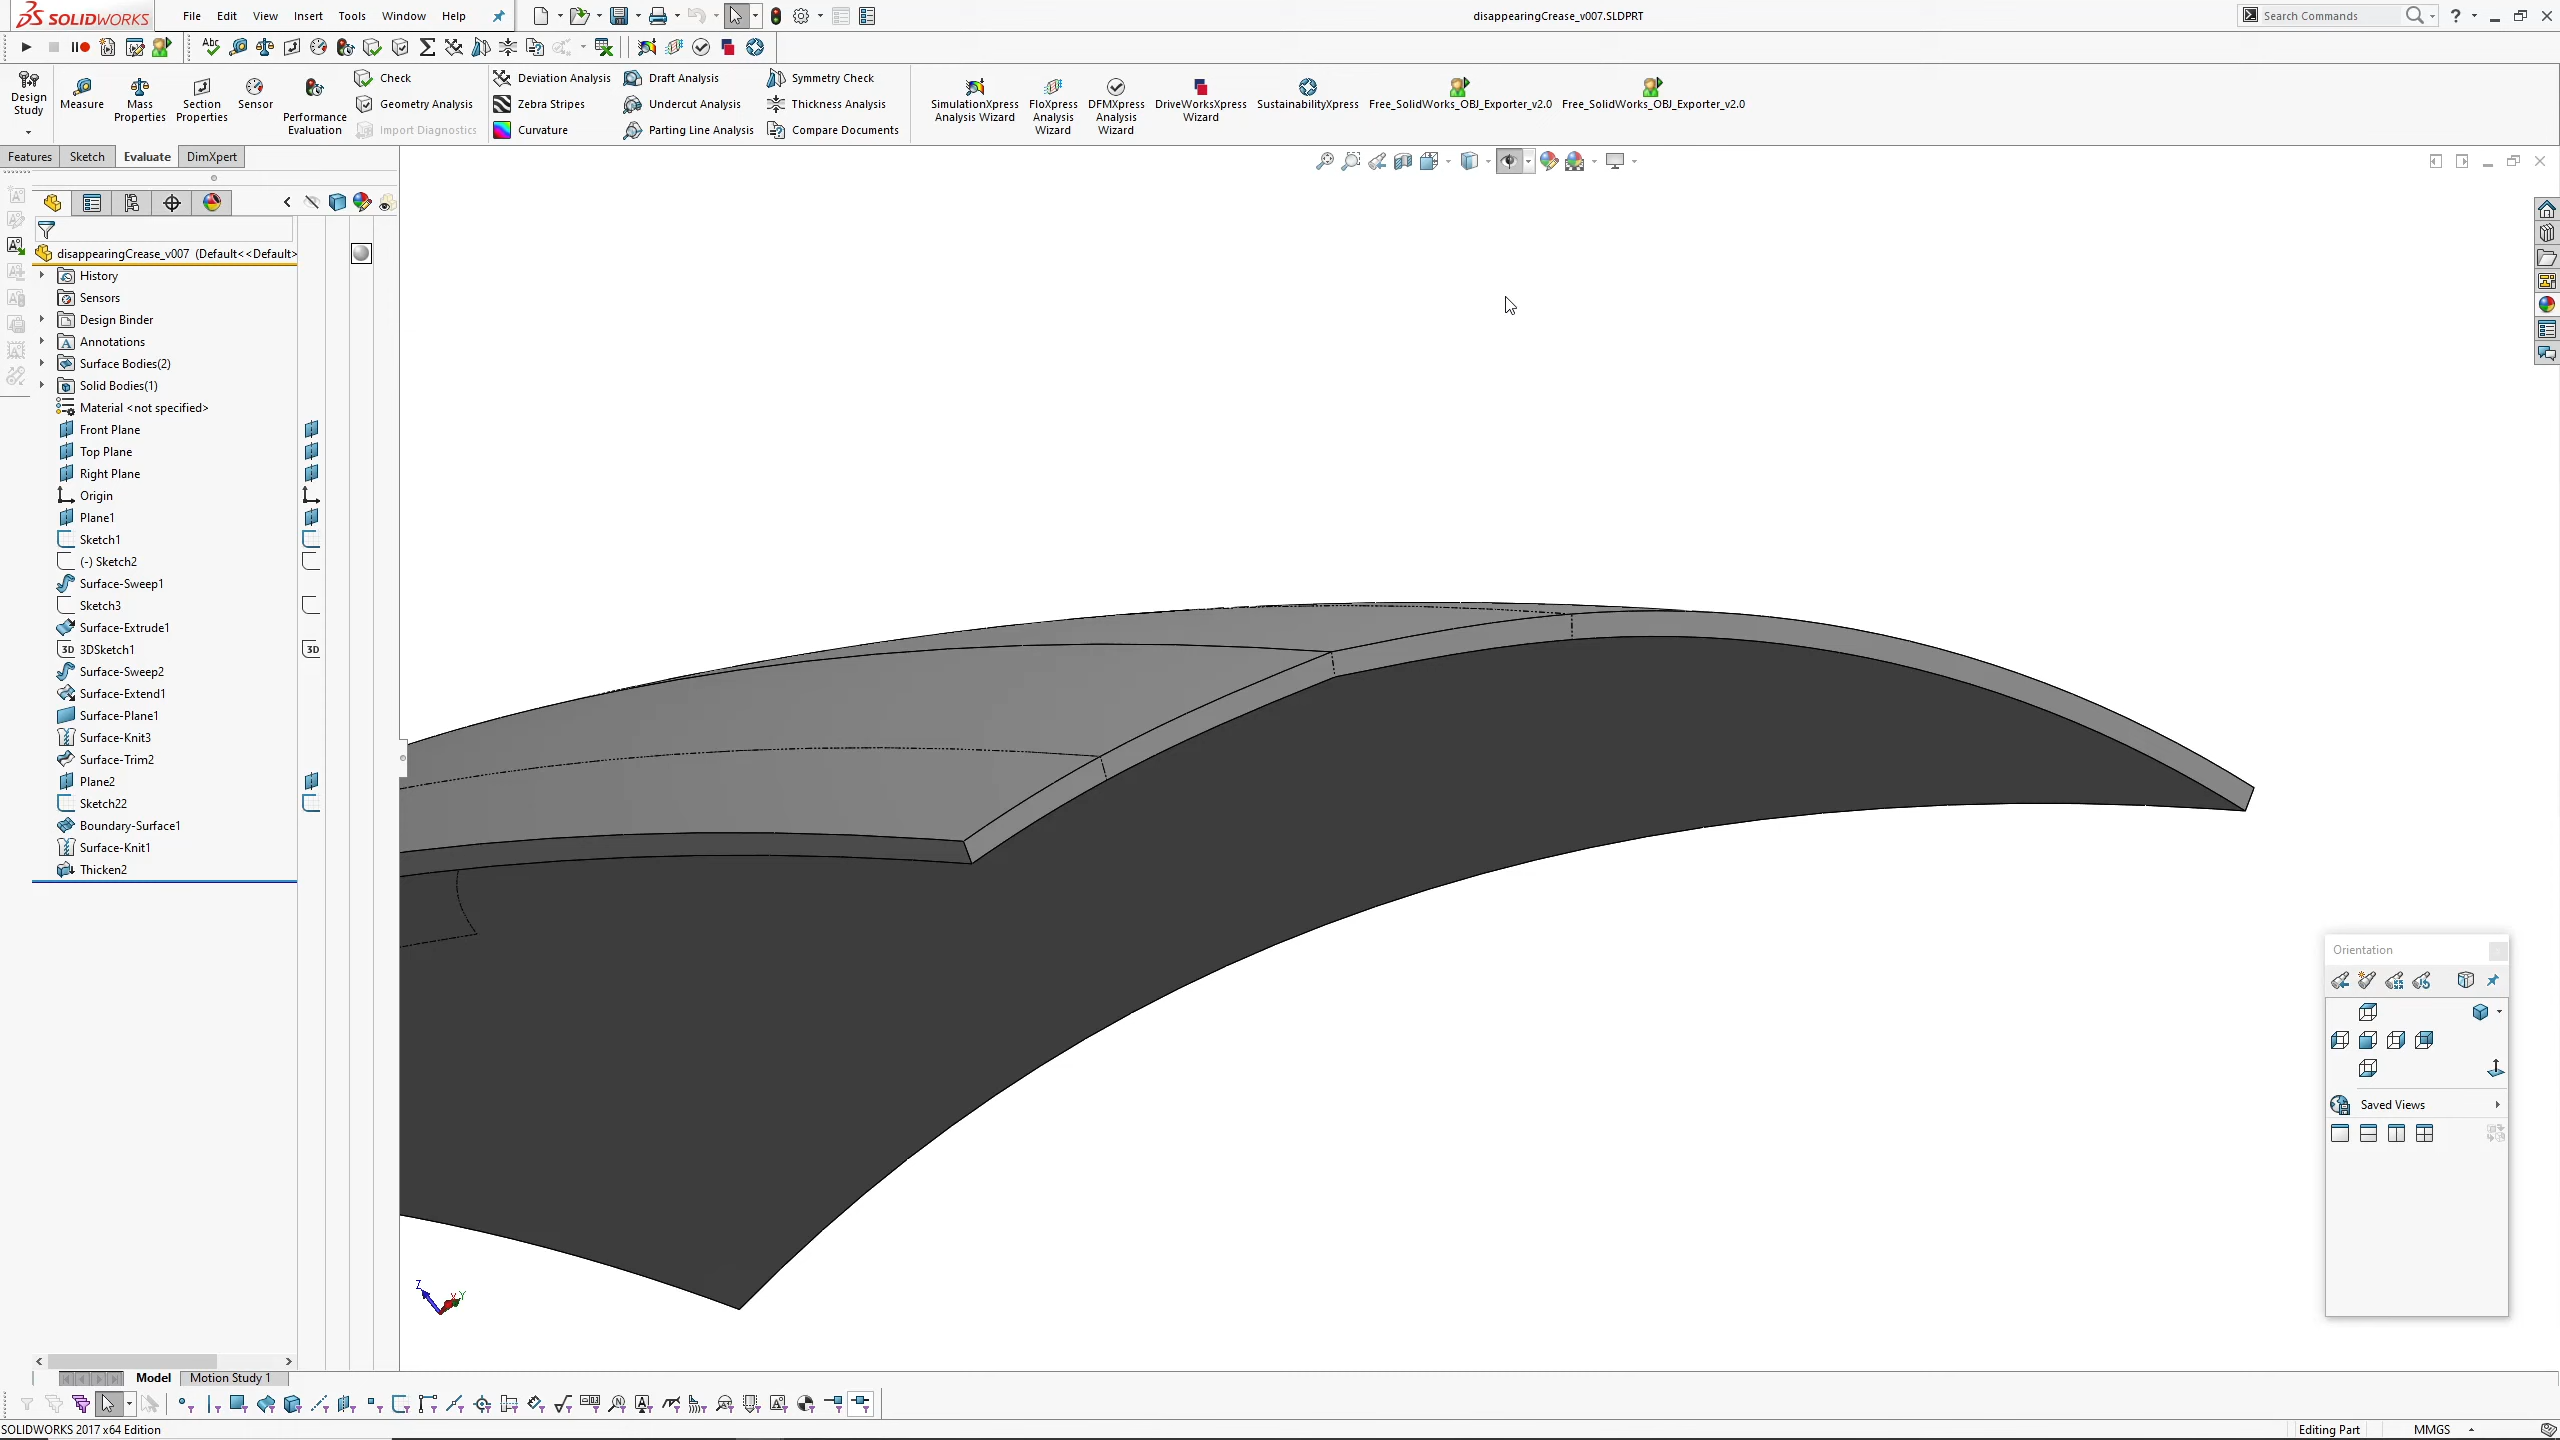 SOLIDWORKS File Edit View Insert Tools Window Help disappearingCrease_v007.SLDPRT Search Commands
Design Study
Measure
Mass Properties
Section Properties
Sensor
Performance Evaluation
Check
Geometry Analysis
Import Diagnostics
Deviation Analysis
Zebra Stripes
Curvature
Draft Analysis
Undercut Analysis
Parting Line Analysis
Symmetry Check
Thickness Analysis
Compare Documents
SimulationXpress Analysis Wizard
FloXpress Analysis Wizard
DFMXpress Analysis Wizard
DriveWorksXpress Wizard
SustainabilityXpress
Free_SolidWorks_OBJ_Exporter_v2.0
Free_SolidWorks_OBJ_Exporter_v2.0
Features Sketch Evaluate DimXpert
disappearingCrease_v007 (Default<<Default>
History
Sensors
Design Binder
Annotations
Surface Bodies(2)
Solid Bodies(1)
Material <not specified>
Front Plane
Top Plane
Right Plane
Origin
Plane1
Sketch1
(-) Sketch2
Surface-Sweep1
Sketch3
Surface-Extrude1
3D 3DSketch1 3D
Surface-Sweep2
Surface-Extend1
Surface-Plane1
Surface-Knit3
Surface-Trim2
Plane2
Sketch22
Boundary-Surface1
Surface-Knit1
Thicken2
Orientation
Saved Views
Z X Y
Model Motion Study 1
SOLIDWORKS 2017 x64 Edition Editing Part MMGS